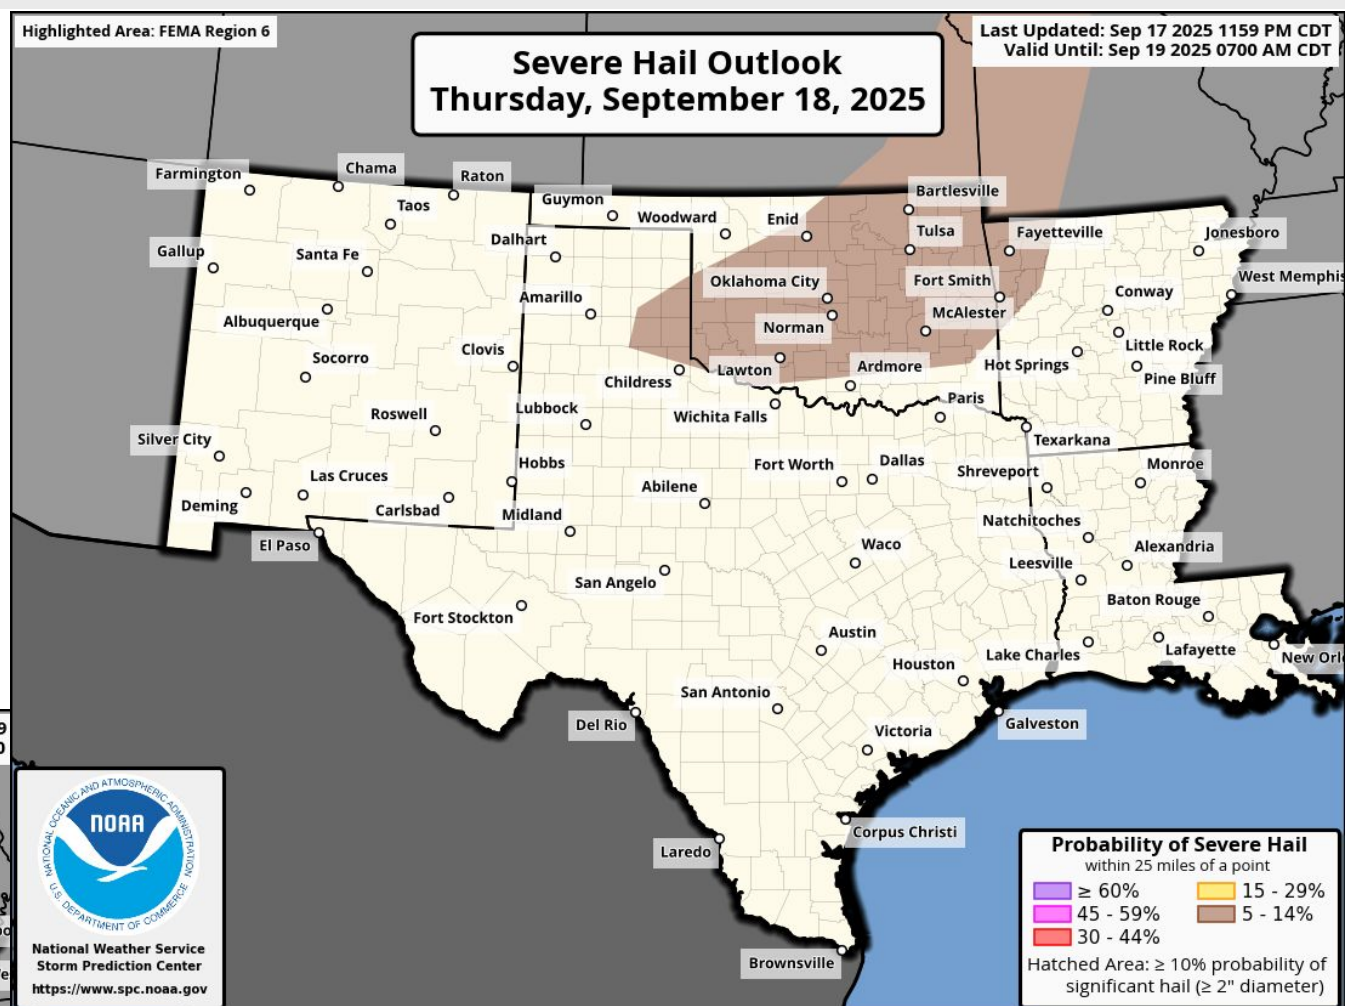 Highlighted Area: FEMA Region 6
Severe Hail Outlook
Thursday, September 18, 2025
Last Updated: Sep 17 2025 1159 PM CDT
Valid Until: Sep 19 2025 0700 AM CDT
Farmington
Chama
Raton
Taos
Guymon
Woodward
Enid
Bartlesville
Tulsa
Fayetteville
Jonesboro
Gallup
Santa Fe
Dalhart
Oklahoma City
Fort Smith
West Memphis
Amarillo
Conway
Albuquerque
Norman
McAlester
Socorro
Clovis
Little Rock
Childress
Lawton
Ardmore
Hot Springs
Pine Bluff
Roswell
Lubbock
Wichita Falls
Paris
Silver City
Texarkana
Las Cruces
Hobbs
Fort Worth
Dallas
Shreveport
Monroe
Deming
Carlsbad
Midland
Abilene
Natchitoches
El Paso
Waco
Alexandria
San Angelo
Leesville
Fort Stockton
Baton Rouge
Austin
Houston
Lake Charles
Lafayette
New Orl
San Antonio
Del Rio
Victoria
Galveston
Corpus Christi
Laredo
Brownsville
9
0
NATIONAL OCEANIC AND ATMOSPHERIC ADMINISTRATION
NOAA
U.S. DEPARTMENT OF COMMERCE
National Weather Service
Storm Prediction Center
https://www.spc.noaa.gov
Probability of Severe Hail
within 25 miles of a point
≥ 60%
15 - 29%
45 - 59%
5 - 14%
30 - 44%
Hatched Area: ≥ 10% probability of
significant hail (≥ 2" diameter)